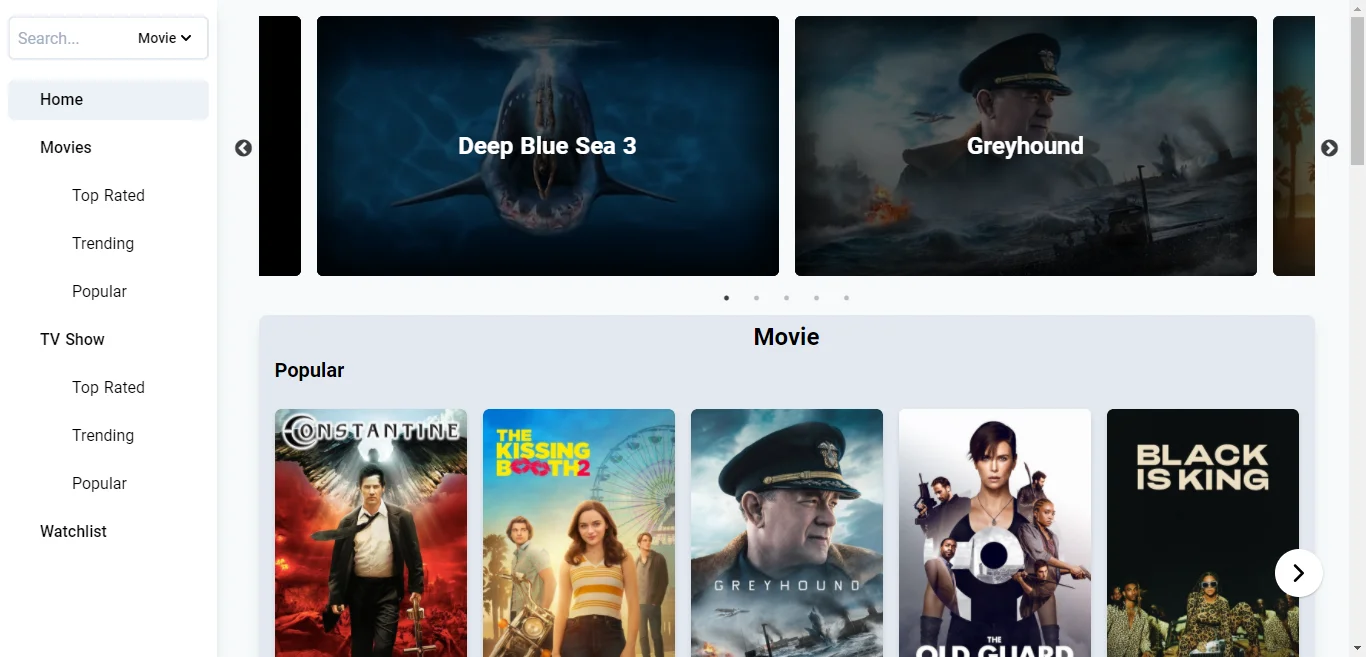 Search...
Movie
Home
Movies
Top Rated
Trending
Popular
TV Show
Top Rated
Trending
Popular
Watchlist
Deep Blue Sea 3
Greyhound
Movie
Popular
CONSTANTINE
THE
KISSING
BOOTH 2
GREYHOUND
THE
OLD GUARD
BLACK
IS KING